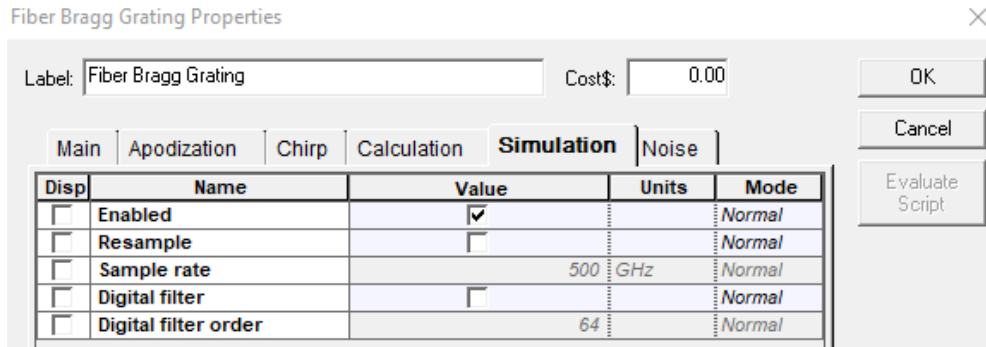 Fiber Bragg Grating Properties
Label: Fiber Bragg Grating Cost$: 0.00 OK
Cancel
Main Apodization Chirp Calculation Simulation Noise
Evaluate Script
Disp Name Value Units Mode
Enabled Normal
Resample Normal
Sample rate 500 GHz Normal
Digital filter Normal
Digital filter order 64 Normal